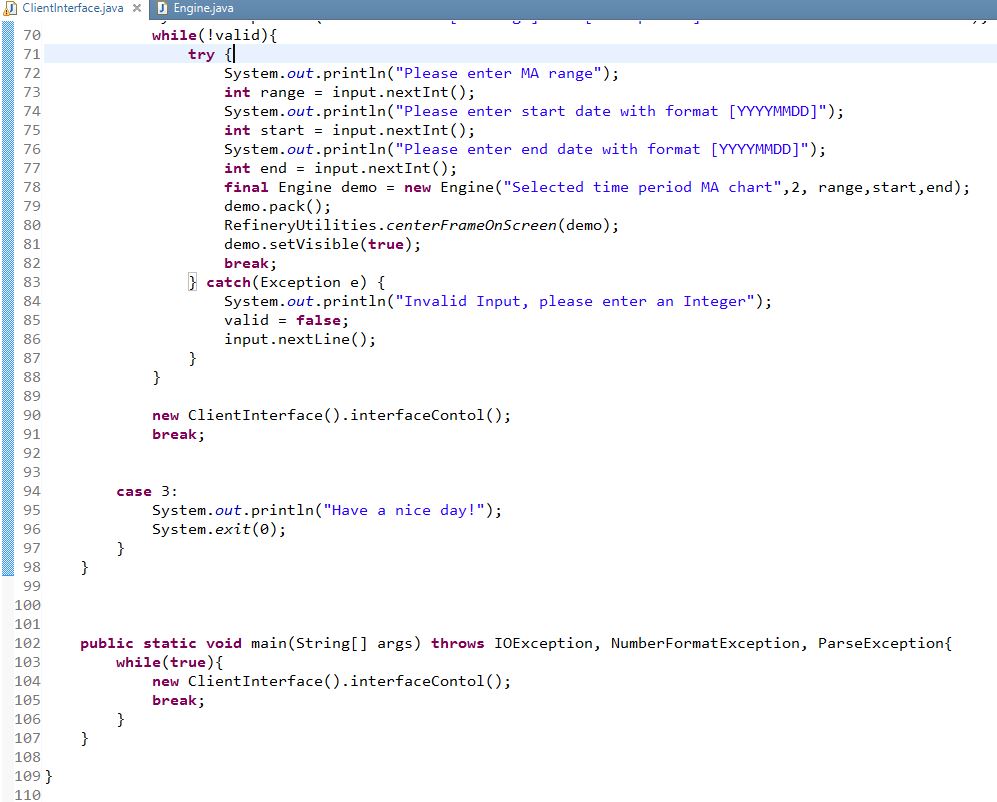 ClientInterface.java Engine.java
70 while(!valid){
71 try {
72 System.out.println("Please enter MA range");
73 int range = input.nextInt();
74 System.out.println("Please enter start date with format [YYYYMMDD]");
75 int start = input.nextInt();
76 System.out.println("Please enter end date with format [YYYYMMDD]");
77 int end = input.nextInt();
78 final Engine demo = new Engine("Selected time period MA chart",2, range,start,end);
79 demo.pack();
80 RefineryUtilities.centerFrameOnScreen(demo);
81 demo.setVisible(true);
82 break;
83 } catch(Exception e) {
84 System.out.println("Invalid Input, please enter an Integer");
85 valid = false;
86 input.nextLine();
87 }
88 }
89
90 new ClientInterface().interfaceContol();
91 break;
92
93
94 case 3:
95 System.out.println("Have a nice day!");
96 System.exit(0);
97 }
98 }
99
100
101
102 public static void main(String[] args) throws IOException, NumberFormatException, ParseException{
103 while(true){
104 new ClientInterface().interfaceContol();
105 break;
106 }
107 }
108
109 }
110